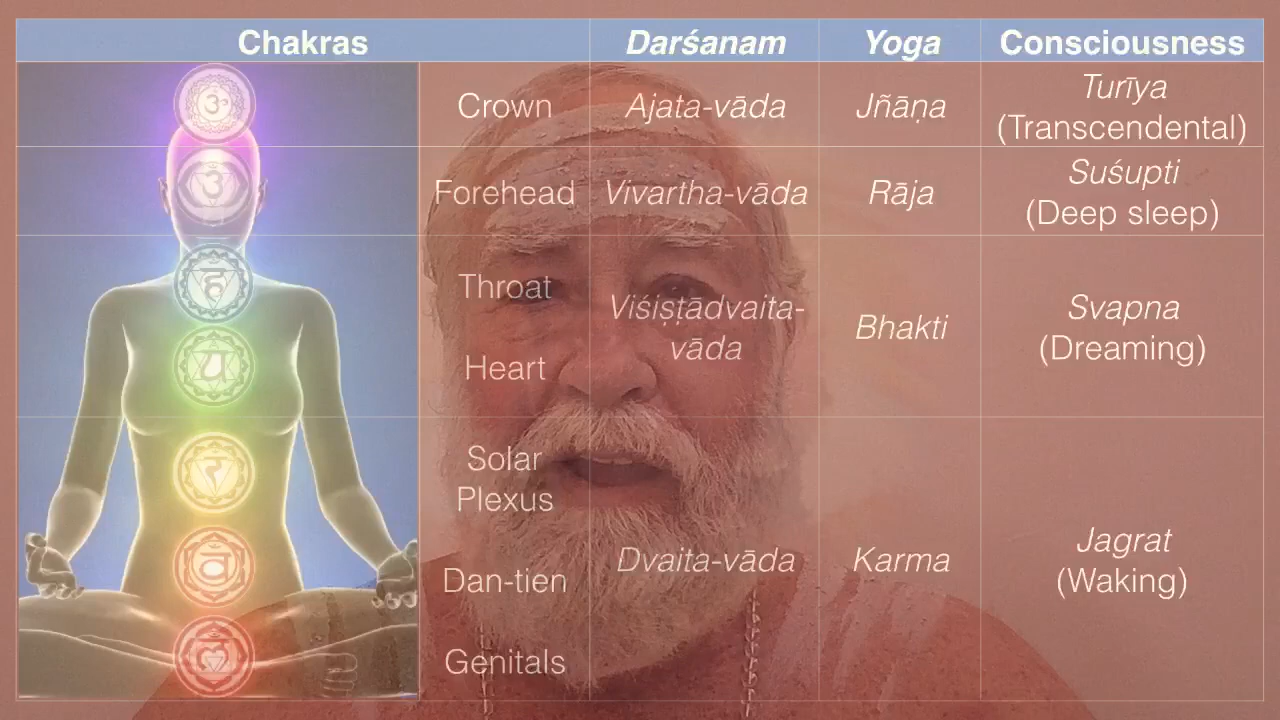 Chakras Darśanam Yoga Consciousness
ॐ
Crown Ajata-vāda Jñāṇa Turīya
(Transcendental)
ॐ
Forehead Vivartha-vāda Rāja Suśupti
(Deep sleep)
हं
Throat
Viśiṣṭādvaita-
vāda
Bhakti
Svapna
(Dreaming)
यं
Heart
रं
Solar
Plexus
वं
Dan-tien
Dvaita-vāda Karma Jagrat
(Waking)
लं
Genitals